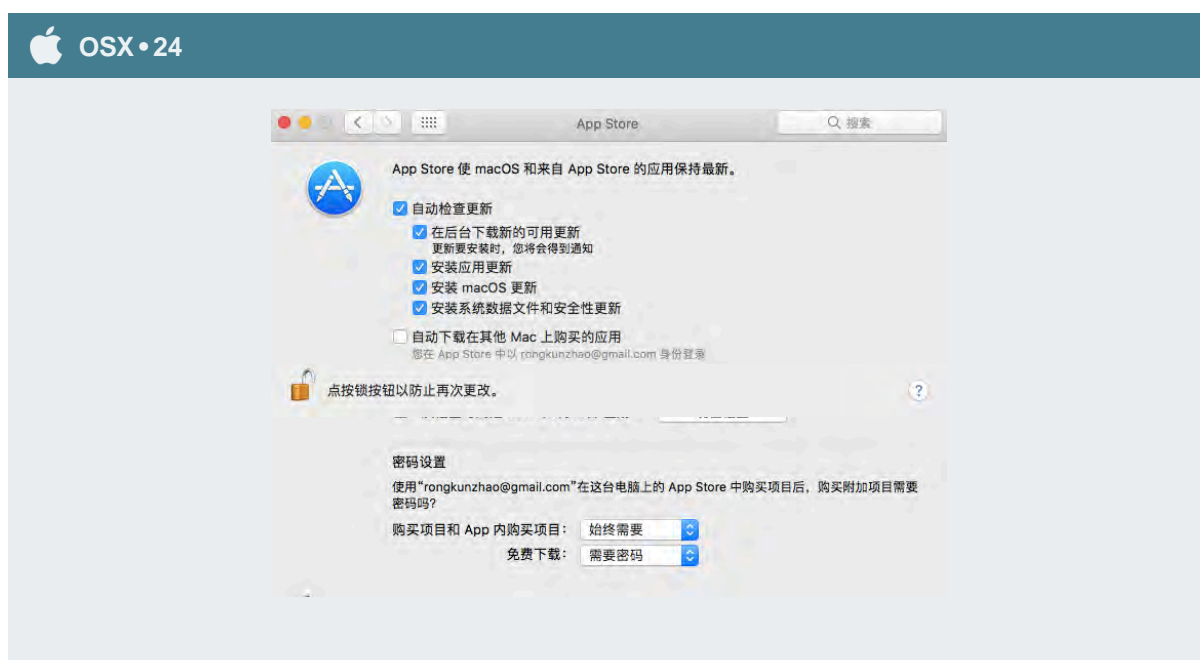 OSX•24
App Store
搜索
App Store 使 macOS 和来自 App Store 的应用保持最新。
自动检查更新
在后台下载新的可用更新
更新要安装时，您将会得到通知
安装应用更新
安装 macOS 更新
安装系统数据文件和安全性更新
自动下载在其他 Mac 上购买的应用
您在 App Store 中以 rongkunzhao@gmail.com 身份登录
点按锁按钮以防止再次更改。
?
密码设置
使用“rongkunzhao@gmail.com”在这台电脑上的 App Store 中购买项目后，购买附加项目需要
密码吗?
购买项目和 App 内购买项目： 始终需要
免费下载： 需要密码